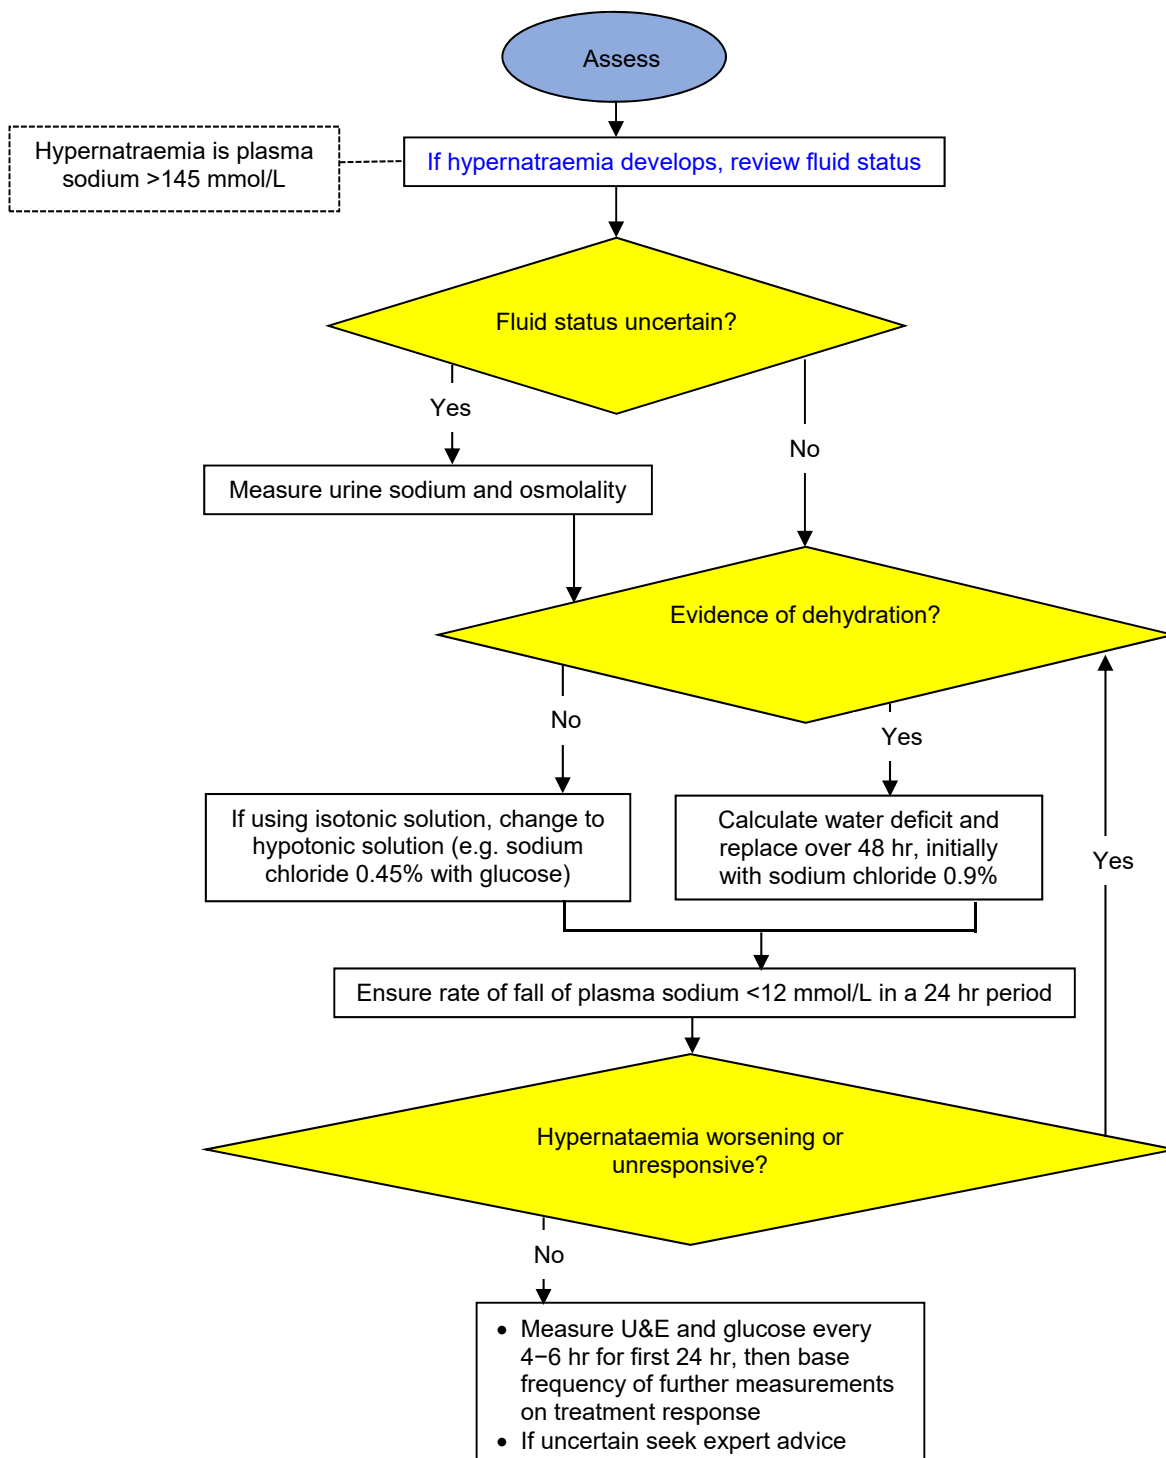 Assess
Hypernatraemia is plasma
sodium >145 mmol/L
If hypernatraemia develops, review fluid status
Fluid status uncertain?
Yes
No
Measure urine sodium and osmolality
Evidence of dehydration?
No
Yes
If using isotonic solution, change to
hypotonic solution (e.g. sodium
chloride 0.45% with glucose)
Calculate water deficit and
replace over 48 hr, initially
with sodium chloride 0.9%
Yes
Ensure rate of fall of plasma sodium <12 mmol/L in a 24 hr period
Hypernataemia worsening or
unresponsive?
No
• Measure U&E and glucose every
4−6 hr for first 24 hr, then base
frequency of further measurements
on treatment response
• If uncertain seek expert advice